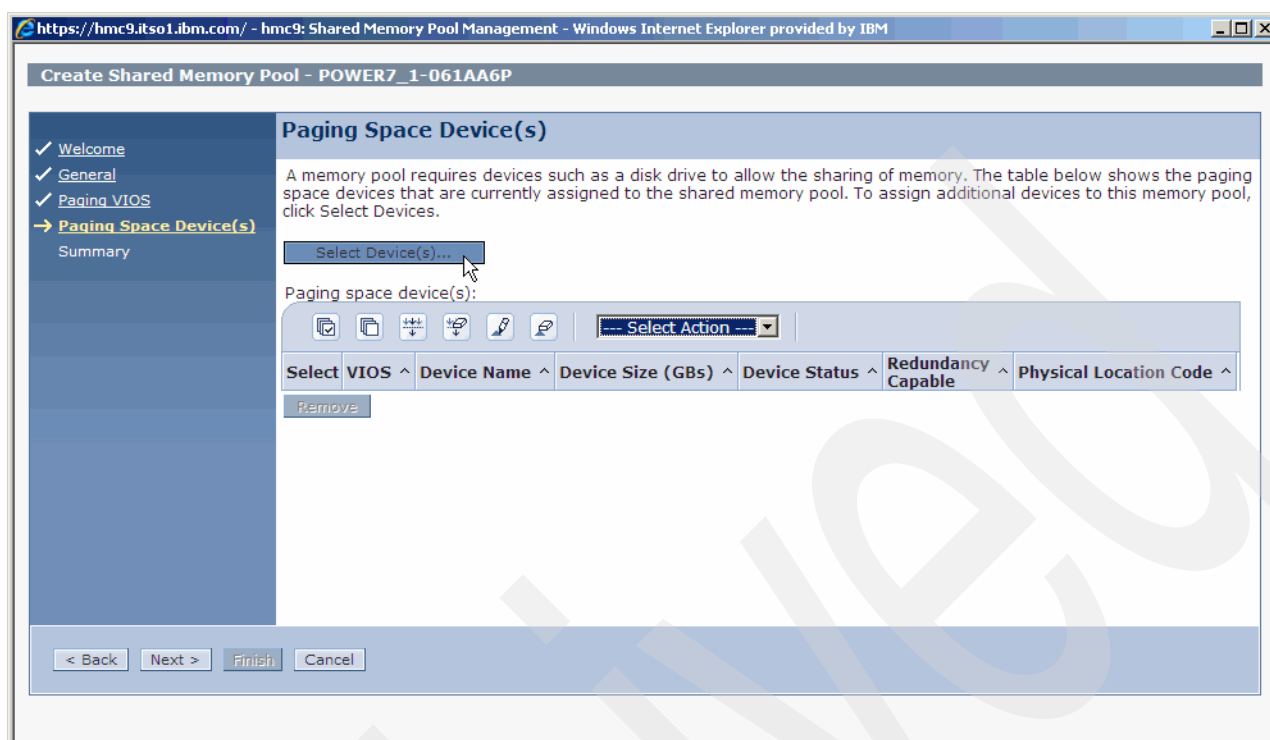 https://hmc9.itso1.ibm.com/ - hmc9: Shared Memory Pool Management - Windows Internet Explorer provided by IBM
Create Shared Memory Pool - POWER7_1-061AA6P
Welcome
General
Paging VIOS
Paging Space Device(s)
Summary
Paging Space Device(s)
A memory pool requires devices such as a disk drive to allow the sharing of memory. The table below shows the paging
space devices that are currently assigned to the shared memory pool. To assign additional devices to this memory pool,
click Select Devices.
Select Device(s)...
Paging space device(s):
--- Select Action ---
Select VIOS ^ Device Name ^ Device Size (GBs) ^ Device Status ^ Redundancy Capable ^ Physical Location Code ^
Remove
< Back Next > Finish Cancel